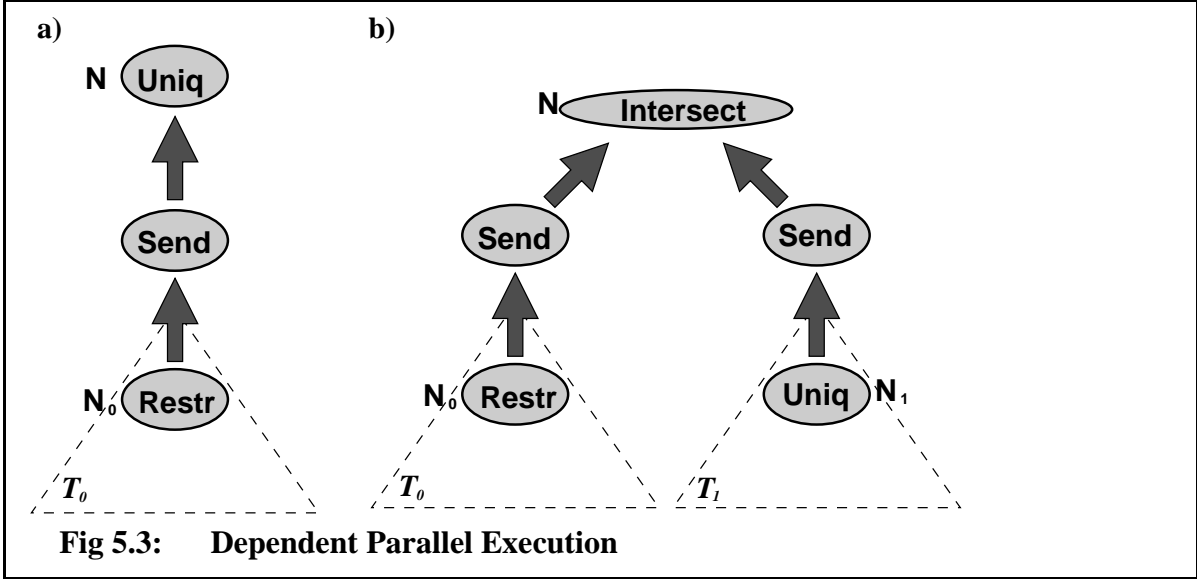 a)
N Uniq
Send
N₀ Restr
T₀
b)
N Intersect
Send Send
N₀ Restr Uniq N₁
T₀ T₁
Fig 5.3: Dependent Parallel Execution